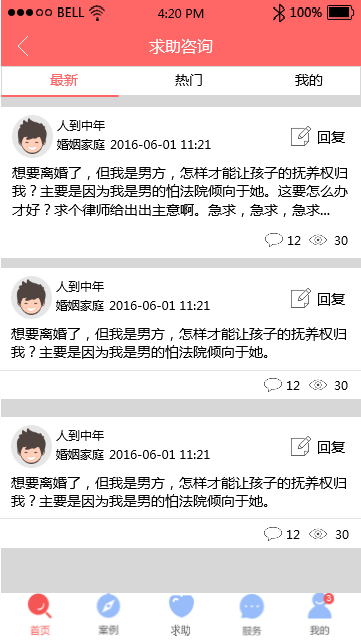 BELL 4:20 PM 100%
求助咨询
最新 热门 我的
人到中年
婚姻家庭 2016-06-01 11:21
回复
想要离婚了，但我是男方，怎样才能让孩子的抚养权归
我？主要是因为我是男的怕法院倾向于她。这要怎么办
才好？求个律师给出出主意啊。急求，急求，急求...
12 30
人到中年
婚姻家庭 2016-06-01 11:21
回复
想要离婚了，但我是男方，怎样才能让孩子的抚养权归
我？主要是因为我是男的怕法院倾向于她。
12 30
人到中年
婚姻家庭 2016-06-01 11:21
回复
想要离婚了，但我是男方，怎样才能让孩子的抚养权归
我？主要是因为我是男的怕法院倾向于她。
12 30
3
首页 案例 求助 服务 我的